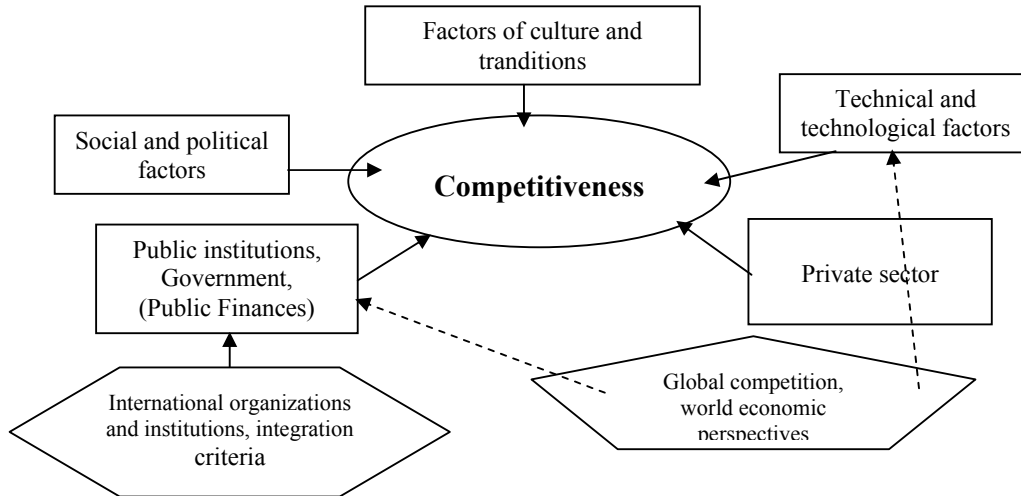 Factors of culture and
tranditions
Technical and
technological factors
Social and political
factors
Competitiveness
Public institutions,
Government,
(Public Finances)
Private sector
International organizations
and institutions, integration
criteria
Global competition,
world economic
perspectives